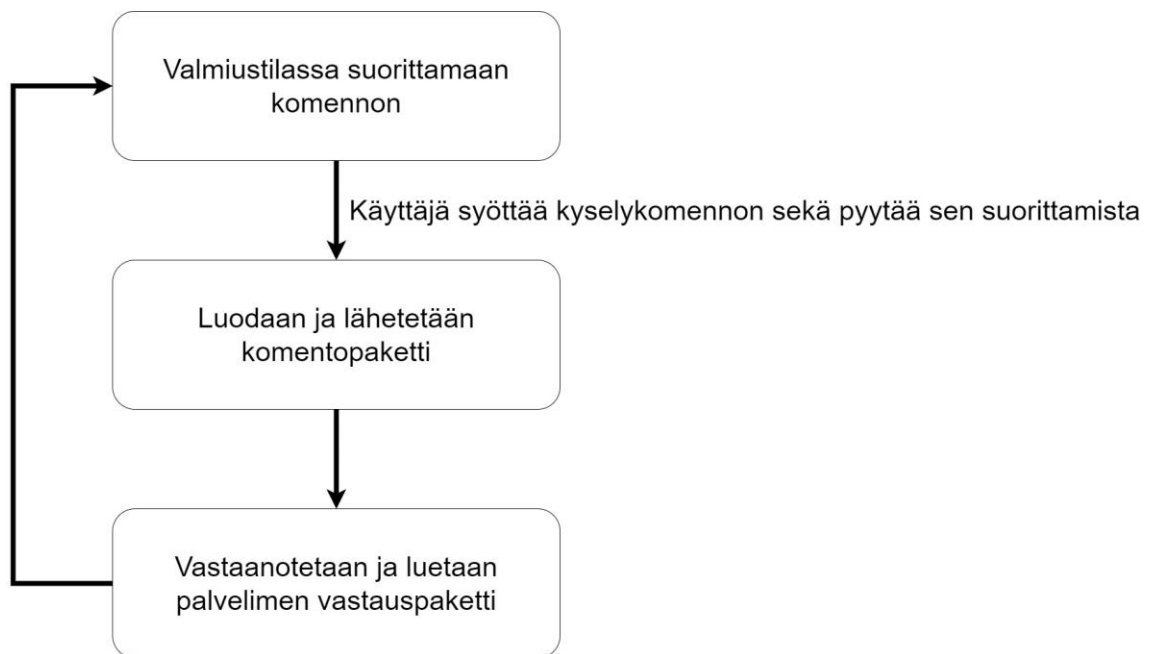 Valmiustilassa suorittamaan
komennon
Käyttäjä syöttää kyselykomennon sekä pyytää sen suorittamista
Luodaan ja lähetetään
komentopaketti
Vastaanotetaan ja luetaan
palvelimen vastauspaketti